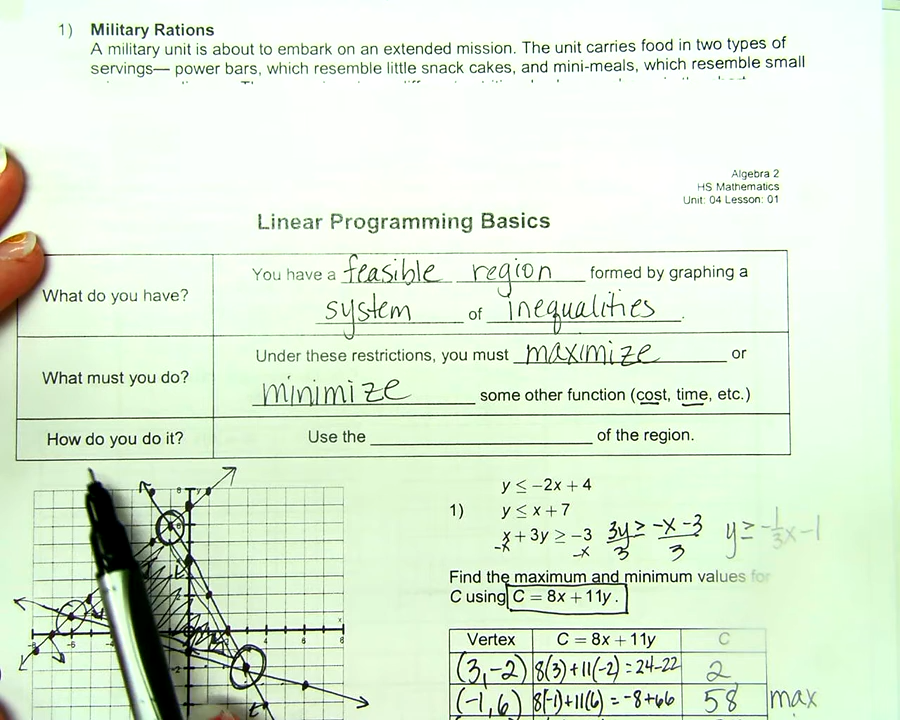 1) Military Rations
A military unit is about to embark on an extended mission. The unit carries food in two types of
servings— power bars, which resemble little snack cakes, and mini-meals, which resemble small
Algebra 2
HS Mathematics
Unit: 04 Lesson: 01
Linear Programming Basics
What do you have?
You have a feasible region formed by graphing a
system of inequalities.
What must you do?
Under these restrictions, you must maximize or
minimize some other function (cost, time, etc.)
How do you do it?
Use the ____ of the region.
y ≤ −2x + 4
1) y ≤ x + 7
x + 3y ≥ −3 3y ≥ -x - 3 y ≥ -1/3x - 1
-x -x 3 3
Find the maximum and minimum values for
C using C = 8x + 11y.
Vertex C = 8x + 11y C
(3,-2) 8(3)+11(-2) = 24-22 2
(-1,6) 8(-1)+11(6) = -8+66 58 max